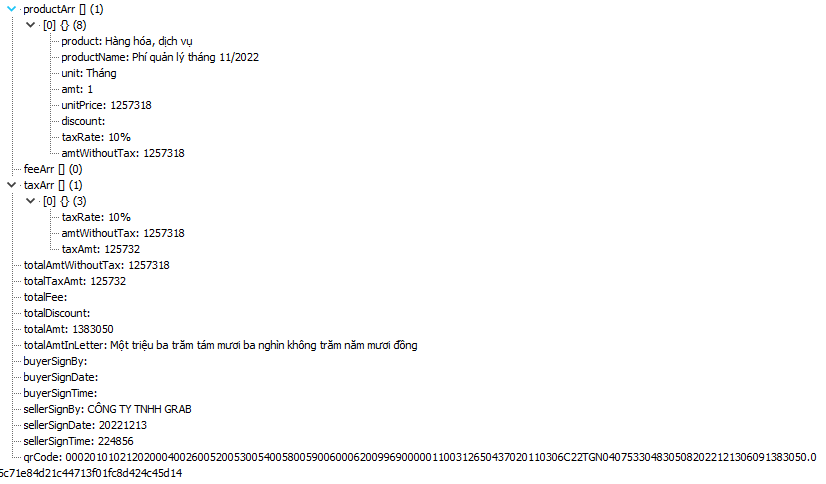 productArr [] (1)
[0] {} (8)
product: Hàng hóa, dịch vụ
productName: Phí quản lý tháng 11/2022
unit: Tháng
amt: 1
unitPrice: 1257318
discount:
taxRate: 10%
amtWithoutTax: 1257318
feeArr [] (0)
taxArr [] (1)
[0] {} (3)
taxRate: 10%
amtWithoutTax: 1257318
taxAmt: 125732
totalAmtWithoutTax: 1257318
totalTaxAmt: 125732
totalFee:
totalDiscount:
totalAmt: 1383050
totalAmtInLetter: Một triệu ba trăm tám mươi ba nghìn không trăm năm mươi đồng
buyerSignBy:
buyerSignDate:
buyerSignTime:
sellerSignBy: CÔNG TY TNHH GRAB
sellerSignDate: 20221213
sellerSignTime: 224856
qrCode: 00020101021202000400260052005300540058005900600062009969000001100312650437020110306C22TGN0407533048305082022121306091383050.0
5c71e84d21c44713f01fc8d424c45d14